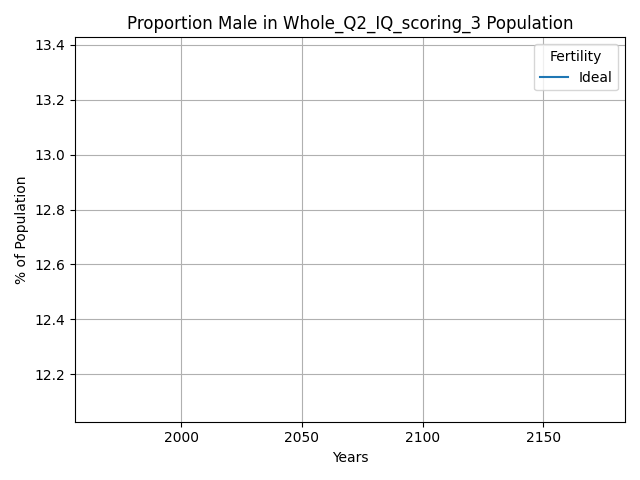 Proportion Male in Whole_Q2_IQ_scoring_3 Population
13.4
13.2
13.0
12.8
12.6
12.4
12.2
% of Population
Fertility
Ideal
2000
2050
2100
2150
Years